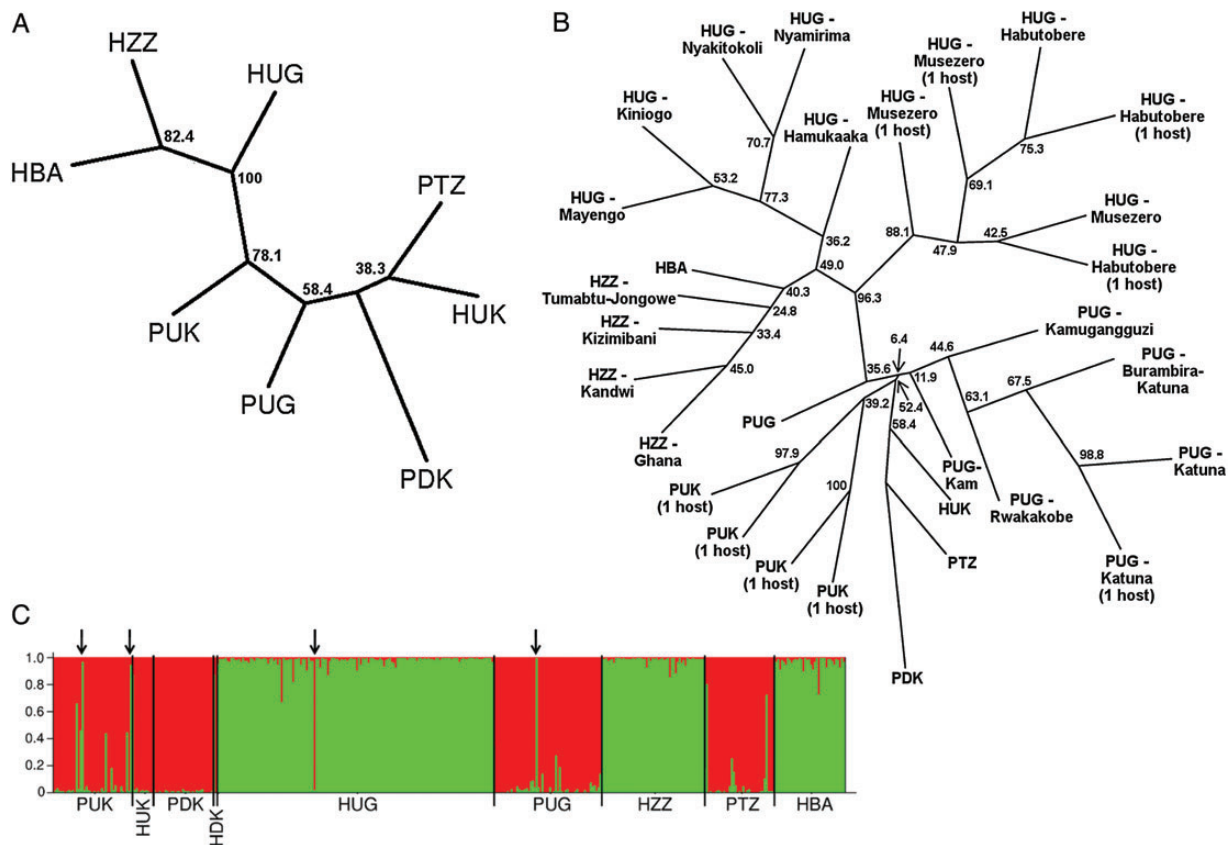 A
HZZ
HUG
HBA
82.4
100
PTZ
78.1
58.4
38.3
PUK
HUK
PUG
PDK
B
HUG -
Nyakitokoli
HUG -
Nyamirima
HUG -
Musezero
(1 host)
HUG -
Habutobere
HUG -
Kiniogo
HUG -
Hamukaaka
HUG -
Musezero
(1 host)
HUG -
Habutobere
(1 host)
70.7
75.3
53.2
69.1
HUG -
Mayengo
77.3
88.1
HUG -
Musezero
36.2
47.9
42.5
HBA
49.0
HUG -
Habutobere
(1 host)
HZZ -
Tumabtu-Jongowe
40.3
96.3
24.8
HZZ -
Kizimibani
33.4
PUG -
Kamugangguzi
6.4
44.6
PUG -
Burambira-
Katuna
HZZ -
Kandwi
45.0
35.6
11.9
67.5
39.2
52.4
63.1
PUG
58.4
HZZ -
Ghana
97.9
98.8
PUG -
Katuna
PUG-
Kam
PUK
(1 host)
100
HUK
PUG -
Rwakakobe
PUK
(1 host)
PTZ
PUG -
Katuna
(1 host)
PUK
(1 host)
PUK
(1 host)
PDK
C
1.0
0.8
0.6
0.4
0.2
0
PUK
HUK
PDK
HDK
HUG
PUG
HZZ
PTZ
HBA